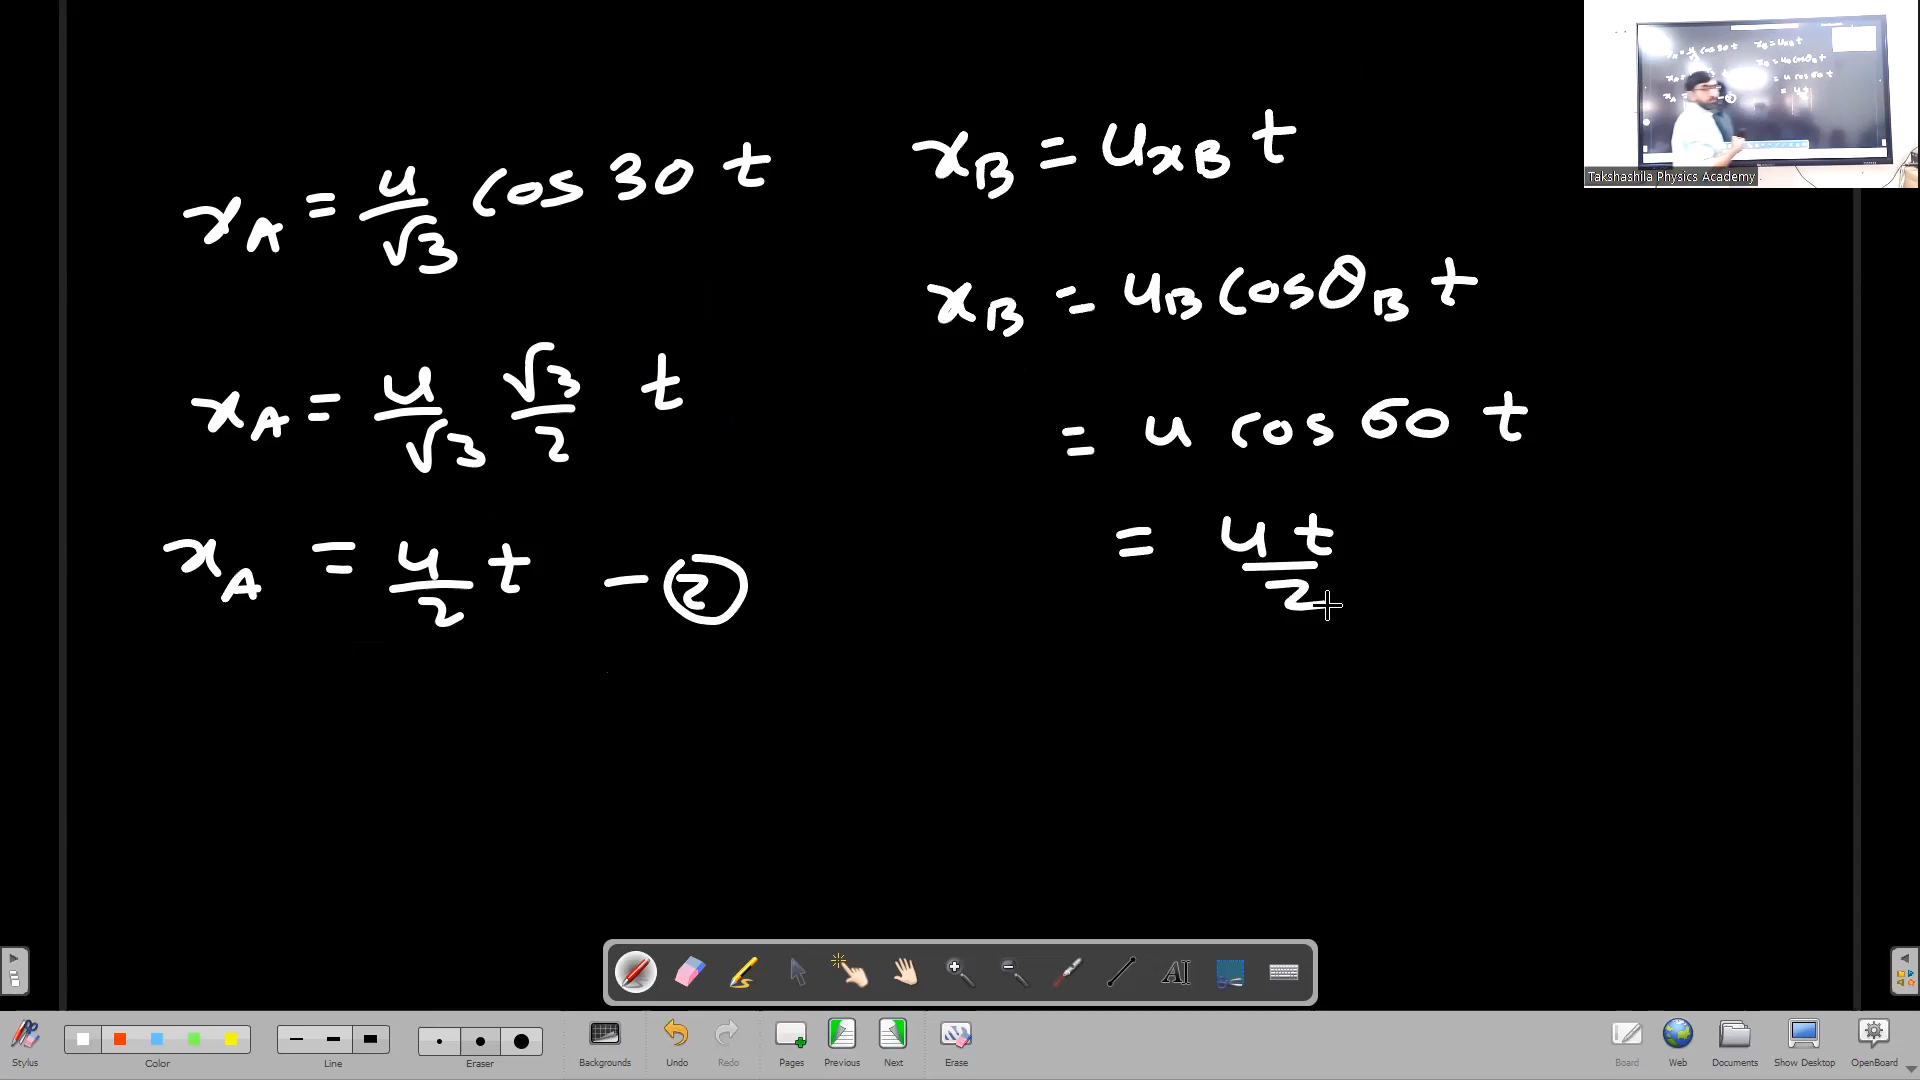 x_A = u/√3 cos 30 t
x_A = u/√3 √3/2 t
x_A = u/2 t - ②
x_B = u_xB t
x_B = u_B cosθ_B t
= u cos 60 t
= ut/2
Takshashila Physics Academy
Stylus
Color
Line
Eraser
Backgrounds
Undo
Redo
Pages
Previous
Next
Erase
Board
Web
Documents
Show Desktop
OpenBoard
AI